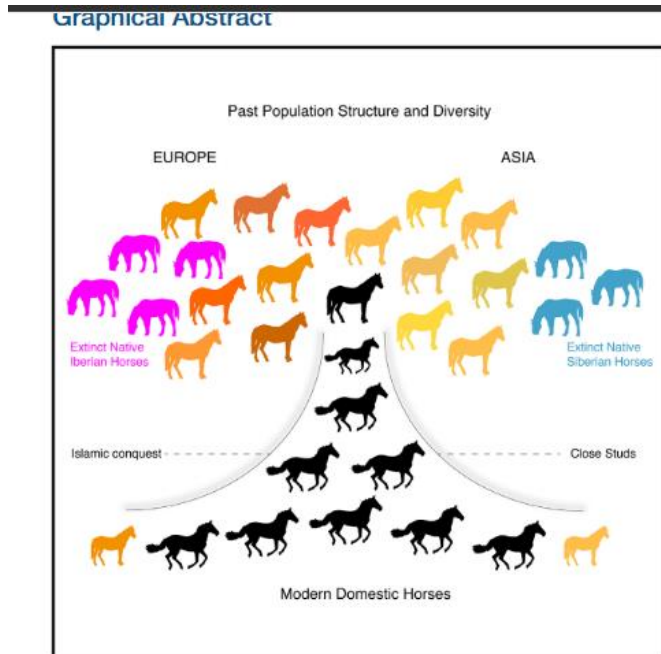 Graphical Abstract
Past Population Structure and Diversity
EUROPE
ASIA
Extinct Native
Iberian Horses
Extinct Native
Siberian Horses
Islamic conquest
Close Studs
Modern Domestic Horses